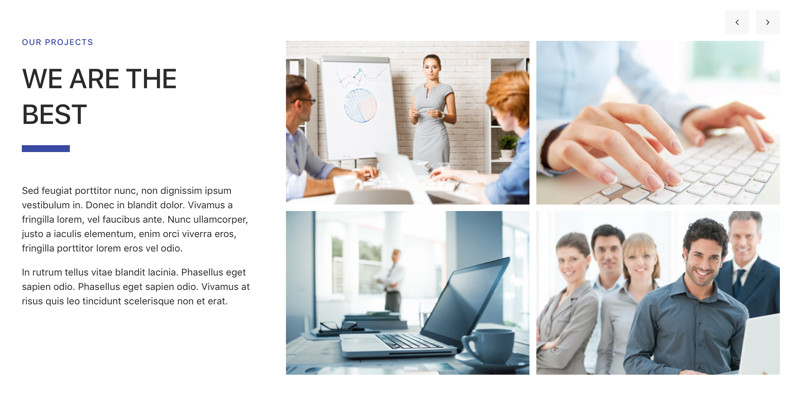 OUR PROJECTS
WE ARE THE
BEST
Sed feugiat porttitor nunc, non dignissim ipsum
vestibulum in. Donec in blandit dolor. Vivamus a
fringilla lorem, vel faucibus ante. Nunc ullamcorper,
justo a iaculis elementum, enim orci viverra eros,
fringilla porttitor lorem eros vel odio.
In rutrum tellus vitae blandit lacinia. Phasellus eget
sapien odio. Phasellus eget sapien odio. Vivamus at
risus quis leo tincidunt scelerisque non et erat.